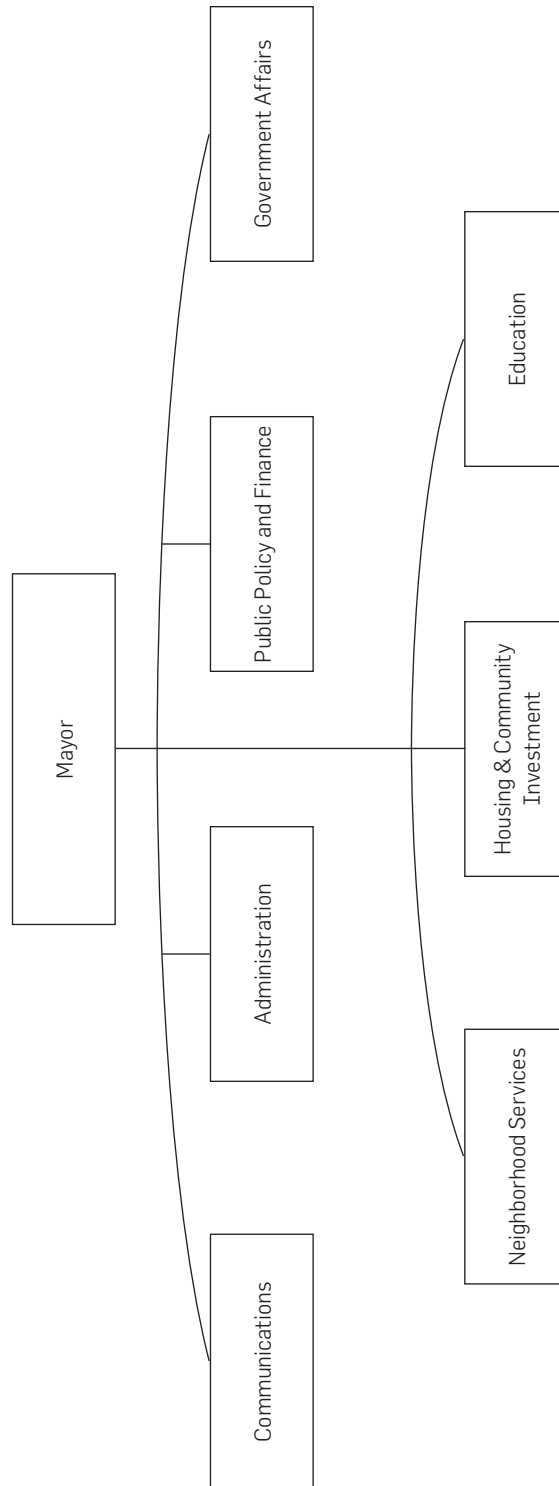 Mayor
Communications
Administration
Public Policy and Finance
Government Affairs
Neighborhood Services
Housing & Community
Investment
Education